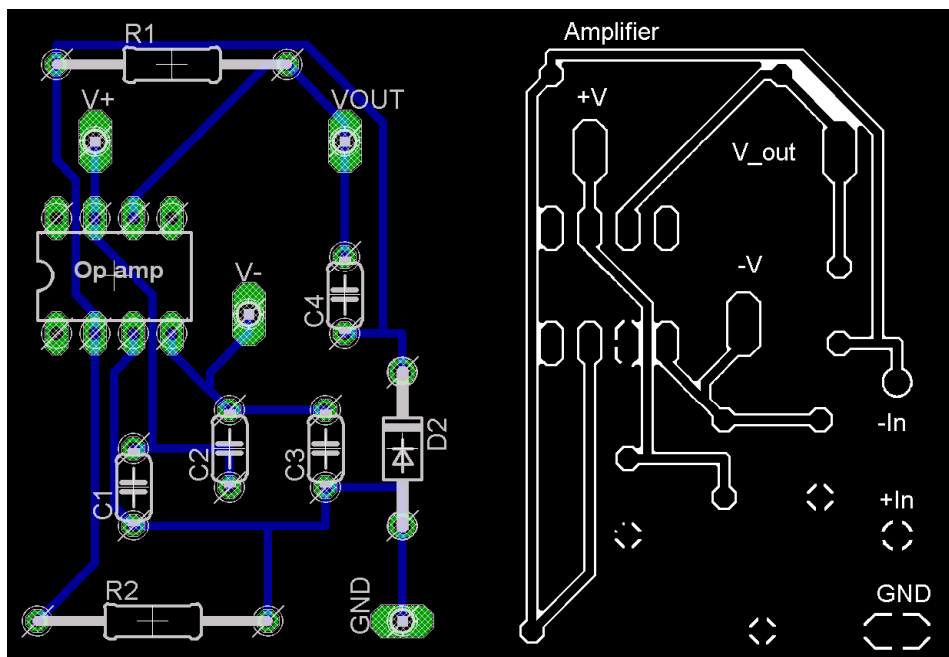 R1
V+
VOUT
Op amp
V-
C4
D2
C2
C3
C1
R2
GND
Amplifier
+V
V_out
-V
-In
+In
GND